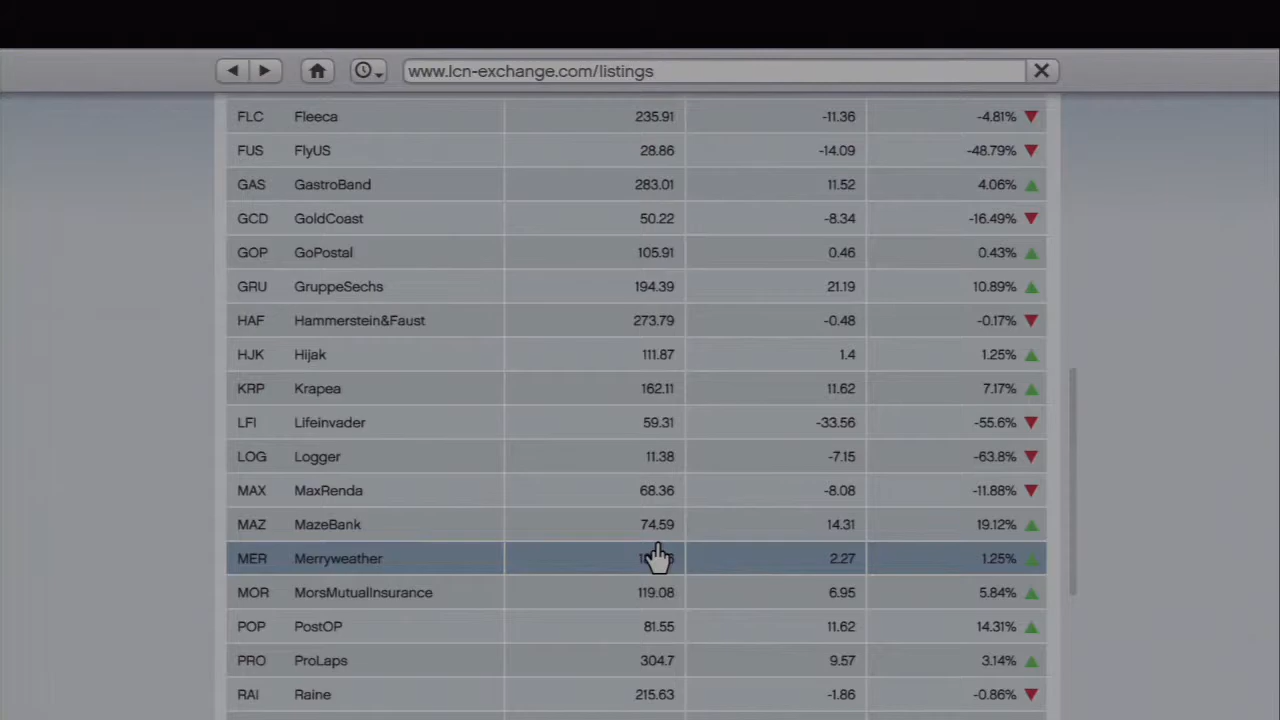 www.lcn-exchange.com/listings
FLC Fleeca 235.91 -11.36 -4.81%
FUS FlyUS 28.86 -14.09 -48.79%
GAS GastroBand 283.01 11.52 4.06%
GCD GoldCoast 50.22 -8.34 -16.49%
GOP GoPostal 105.91 0.46 0.43%
GRU GruppeSechs 194.39 21.19 10.89%
HAF Hammerstein&Faust 273.79 -0.48 -0.17%
HJK Hijak 111.87 1.4 1.25%
KRP Krapea 162.11 11.62 7.17%
LFI Lifeinvader 59.31 -33.56 -55.6%
LOG Logger 11.38 -7.15 -63.8%
MAX MaxRenda 68.36 -8.08 -11.88%
MAZ MazeBank 74.59 14.31 19.12%
MER Merryweather 2.27 1.25%
MOR MorsMutualInsurance 119.08 6.95 5.84%
POP PostOP 81.55 11.62 14.31%
PRO ProLaps 304.7 9.57 3.14%
RAI Raine 215.63 -1.86 -0.86%